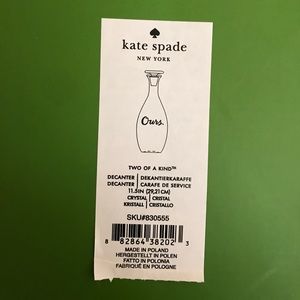 kate spade
NEW YORK
Ours.
TWO OF A KIND™
DECANTER | DEKANTIERKARAFFE
DECANTER | CARAFE DE SERVICE
11.5IN (29,21 CM)
CRYSTAL | CRISTAL
KRISTALL | CRISTALLO
SKU#830555
8 82864 38202 3
MADE IN POLAND
HERGESTELLT IN POLEN
FATTO IN POLONIA
FABRIQUÉ EN POLOGNE